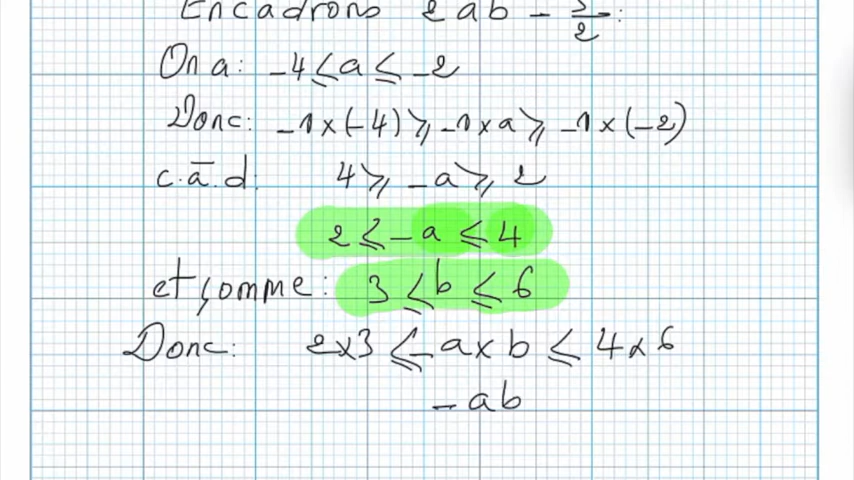 Encadrons 2ab - /2 :
On a: -4 ≤ a ≤ -2
Donc: -1×(-4) ≥ -1×a ≥ -1×(-2)
c.à.d: 4 ≥ -a ≥ 2
2 ≤ -a ≤ 4
et comme: 3 ≤ b ≤ 6
Donc: 2×3 ≤ -a×b ≤ 4×6
-ab